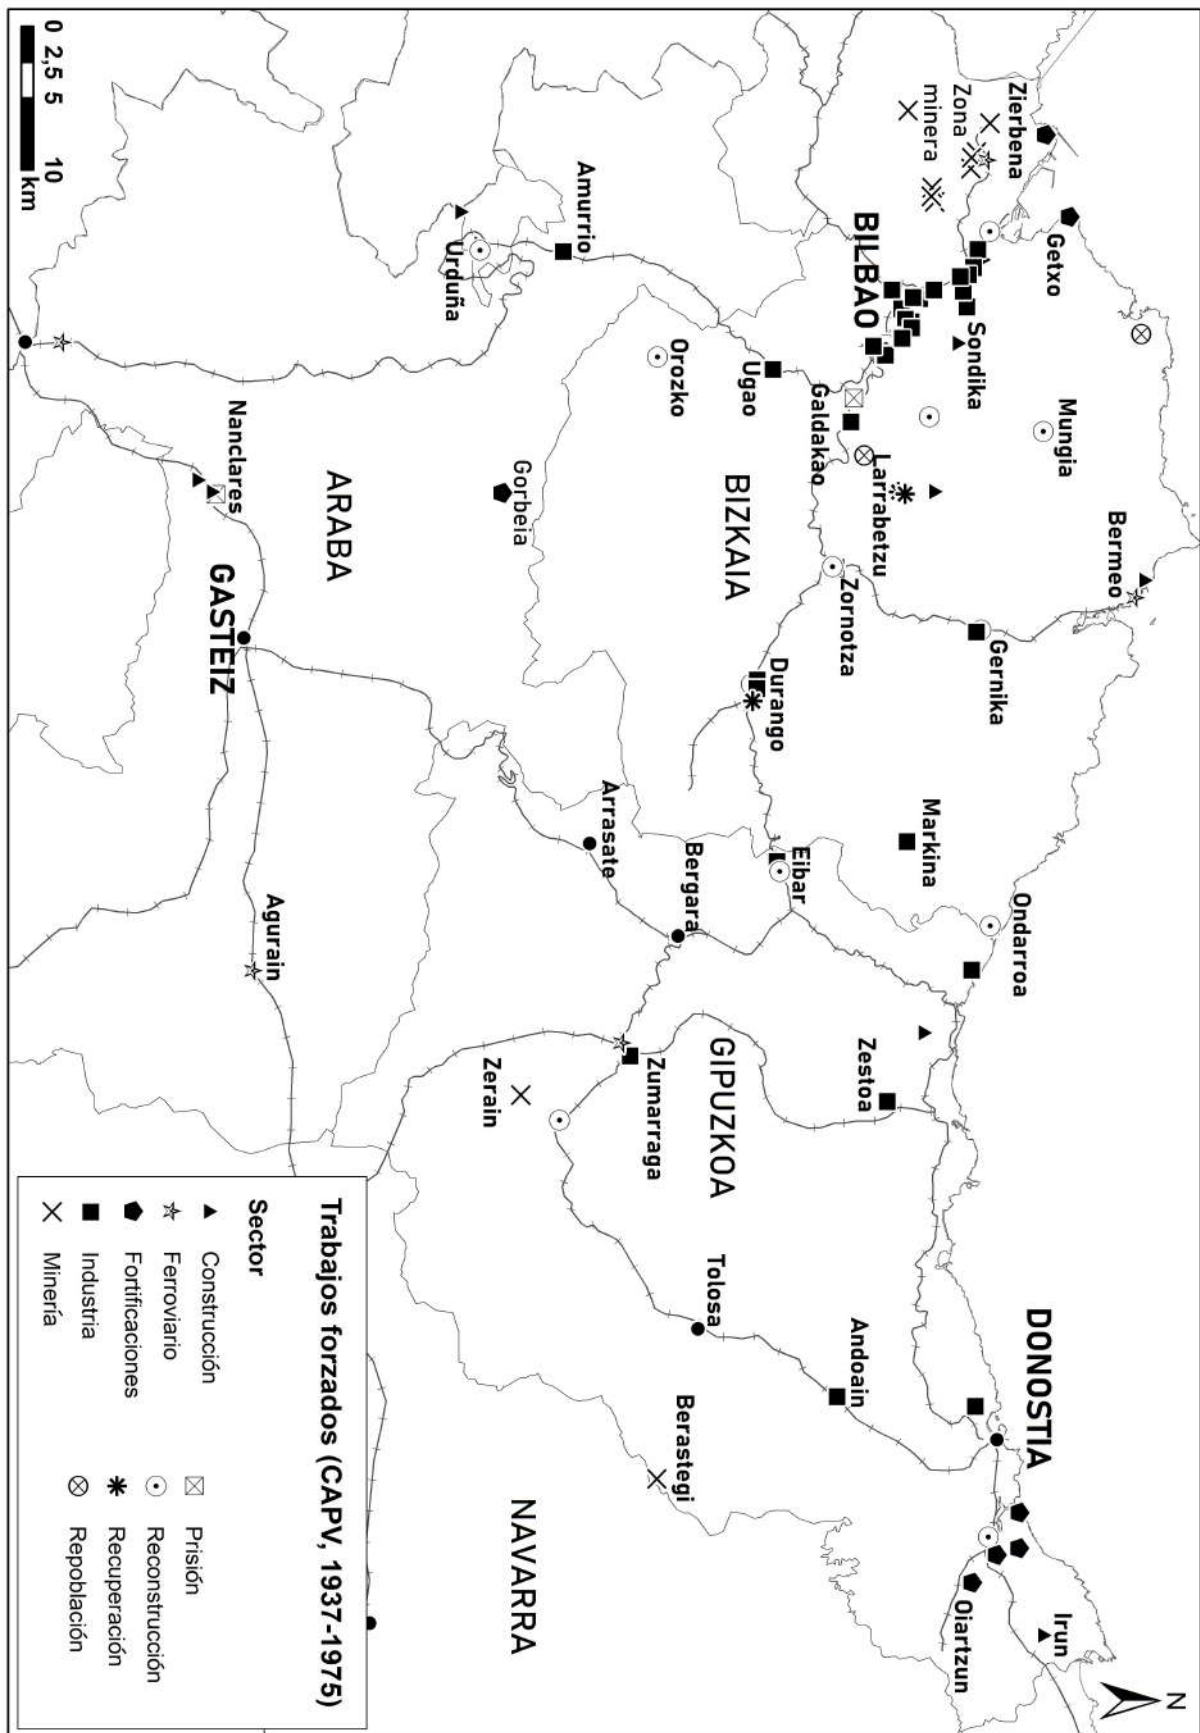 N
Zierbena
Zona
minera
Getxo
BILBAO
Sondika
Mungia
Bermeo
Galdakao
Larrabetzu
Zornotza
Gernika
Ondarroa
Markina
Durango
Eibar
Zestoa
DONOSTIA
Irun
Oiartzun
Andoain
Amurrio
Urduña
Orozko
Ugao
BIZKAIA
Gorbeia
ARABA
Nanclares
GASTEIZ
Arrasate
Bergara
Agurain
GIPUZKOA
Zumarraga
Zerain
Tolosa
Berastegi
NAVARRA
0 2,5 5 10
km
Trabajos forzados (CAPV, 1937-1975)
Sector
Construcción
Ferroviario
Fortificaciones
Industria
Minería
Prisión
Reconstrucción
Recuperación
Repoblación